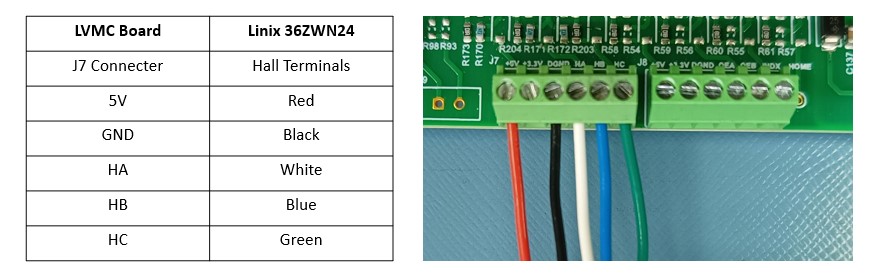 LVMC Board Linix 36ZWN24
J7 Connecter Hall Terminals
5V Red
GND Black
HA White
HB Blue
HC Green
R98 R93 R173 R170 R204 R171 R172 R203 R58 R54 R59 R56 R60 R55 R61 R57 C137
J7 +5V +3.3V DGND HA HB HC J8 +5V +3.3V DGND QEA QEB HOME